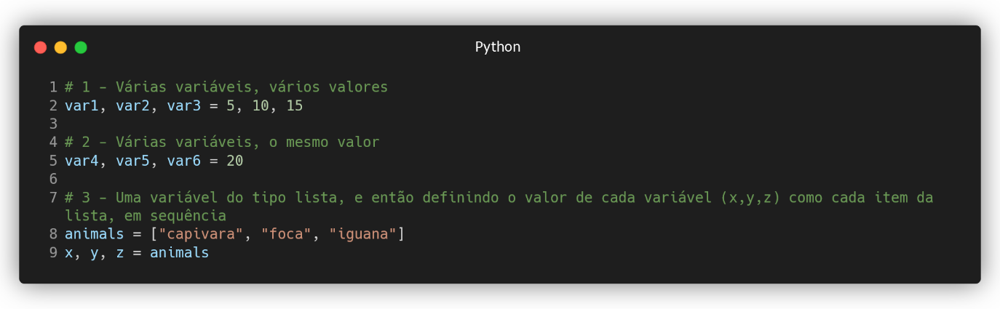 Python
1 # 1 - Várias variáveis, vários valores
2 var1, var2, var3 = 5, 10, 15
3
4 # 2 - Várias variáveis, o mesmo valor
5 var4, var5, var6 = 20
6
7 # 3 - Uma variável do tipo lista, e então definindo o valor de cada variável (x,y,z) como cada item da
lista, em sequência
8 animals = ["capivara", "foca", "iguana"]
9 x, y, z = animals